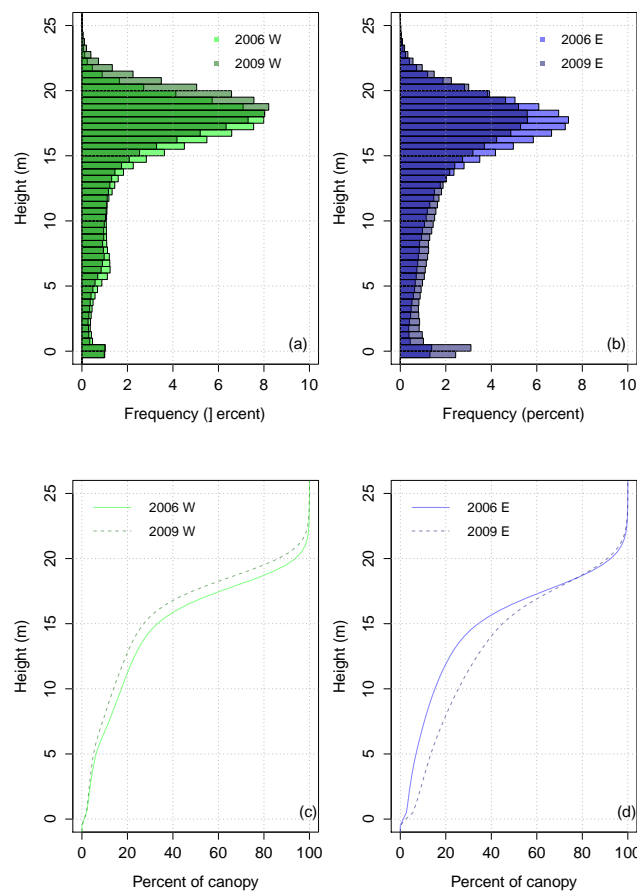 25
20
15
10
5
0
Height (m)
2006 W
2009 W
(a)
0 2 4 6 8 10
Frequency (] ercent)
25
20
15
10
5
0
Height (m)
2006 E
2009 E
(b)
0 2 4 6 8 10
Frequency (percent)
25
20
15
10
5
0
Height (m)
2006 W
2009 W
(c)
0 20 40 60 80 100
Percent of canopy
25
20
15
10
5
0
Height (m)
2006 E
2009 E
(d)
0 20 40 60 80 100
Percent of canopy